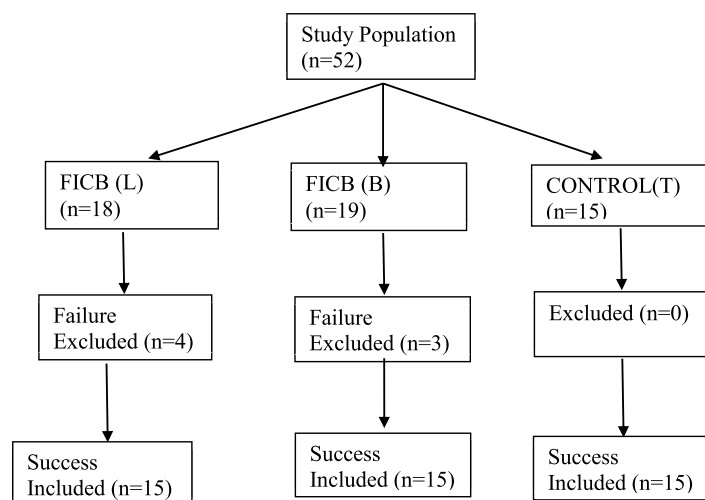 Study Population
(n=52)
FICB (L)
(n=18)
FICB (B)
(n=19)
CONTROL(T)
(n=15)
Failure
Excluded (n=4)
Failure
Excluded (n=3)
Excluded (n=0)
Success
Included (n=15)
Success
Included (n=15)
Success
Included (n=15)